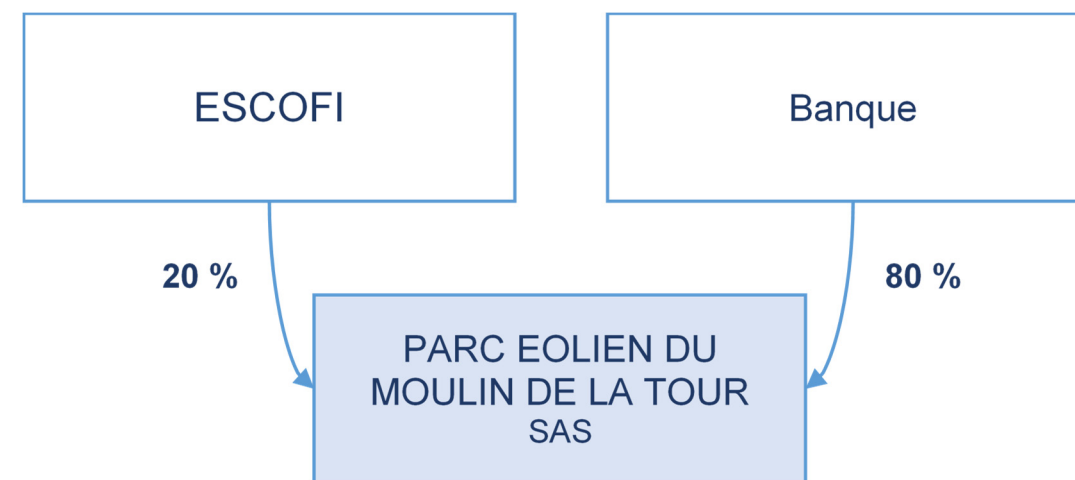 ESCOFI
Banque
20 %
80 %
PARC EOLIEN DU
MOULIN DE LA TOUR
SAS